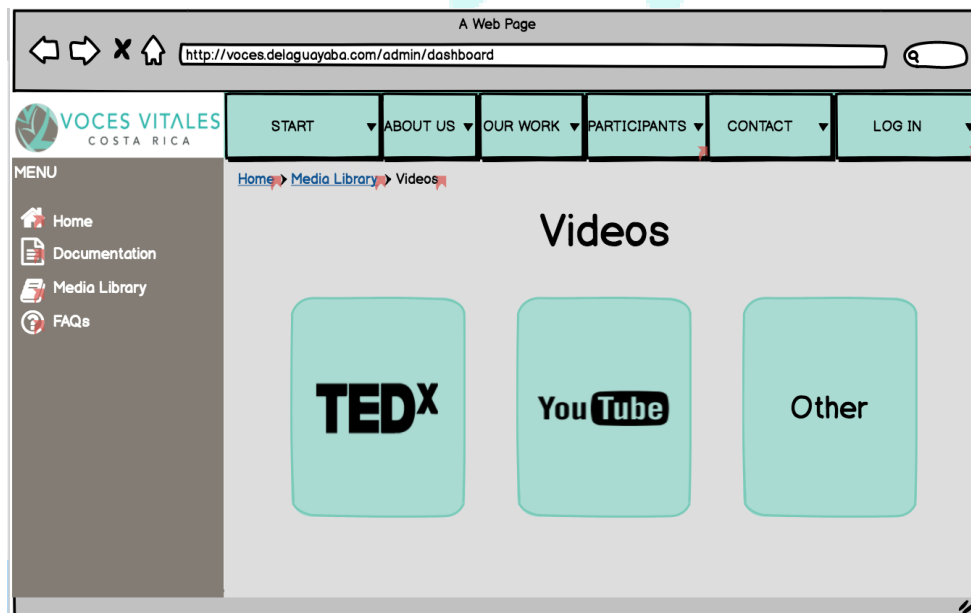 A Web Page
http://voces.delaguayaba.com/admin/dashboard
VOCES VITALES
COSTA RICA
START ABOUT US OUR WORK PARTICIPANTS CONTACT LOG IN
MENU
Home > Media Library > Videos
Home
Documentation
Media Library
FAQs
Videos
TEDx
YouTube
Other